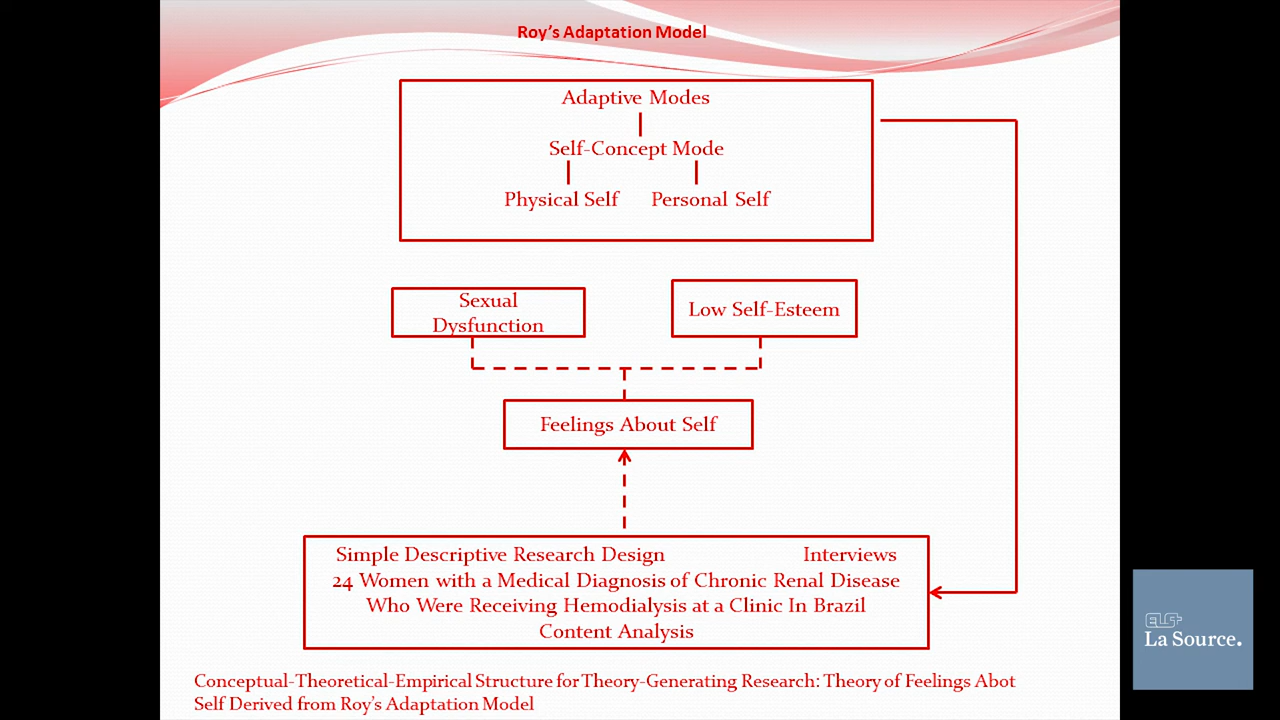 Roy's Adaptation Model
Adaptive Modes
Self-Concept Mode
Physical Self Personal Self
Sexual
Dysfunction
Low Self-Esteem
Feelings About Self
Simple Descriptive Research Design Interviews
24 Women with a Medical Diagnosis of Chronic Renal Disease
Who Were Receiving Hemodialysis at a Clinic In Brazil
Content Analysis
Conceptual-Theoretical-Empirical Structure for Theory-Generating Research: Theory of Feelings Abot
Self Derived from Roy's Adaptation Model
La Source.